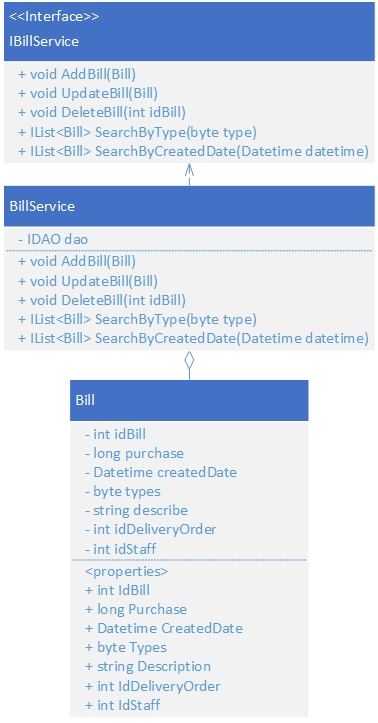 <<Interface>>
IBillService
+ void AddBill(Bill)
+ void UpdateBill(Bill)
+ void DeleteBill(int idBill)
+ IList<Bill> SearchByType(byte type)
+ IList<Bill> SearchByCreatedDate(Datetime datetime)
BillService
- IDAO dao
+ void AddBill(Bill)
+ void UpdateBill(Bill)
+ void DeleteBill(int idBill)
+ IList<Bill> SearchByType(byte type)
+ IList<Bill> SearchByCreatedDate(Datetime datetime)
Bill
- int idBill
- long purchase
- Datetime createdDate
- byte types
- string describe
- int idDeliveryOrder
- int idStaff
<properties>
+ int IdBill
+ long Purchase
+ Datetime CreatedDate
+ byte Types
+ string Description
+ int IdDeliveryOrder
+ int IdStaff